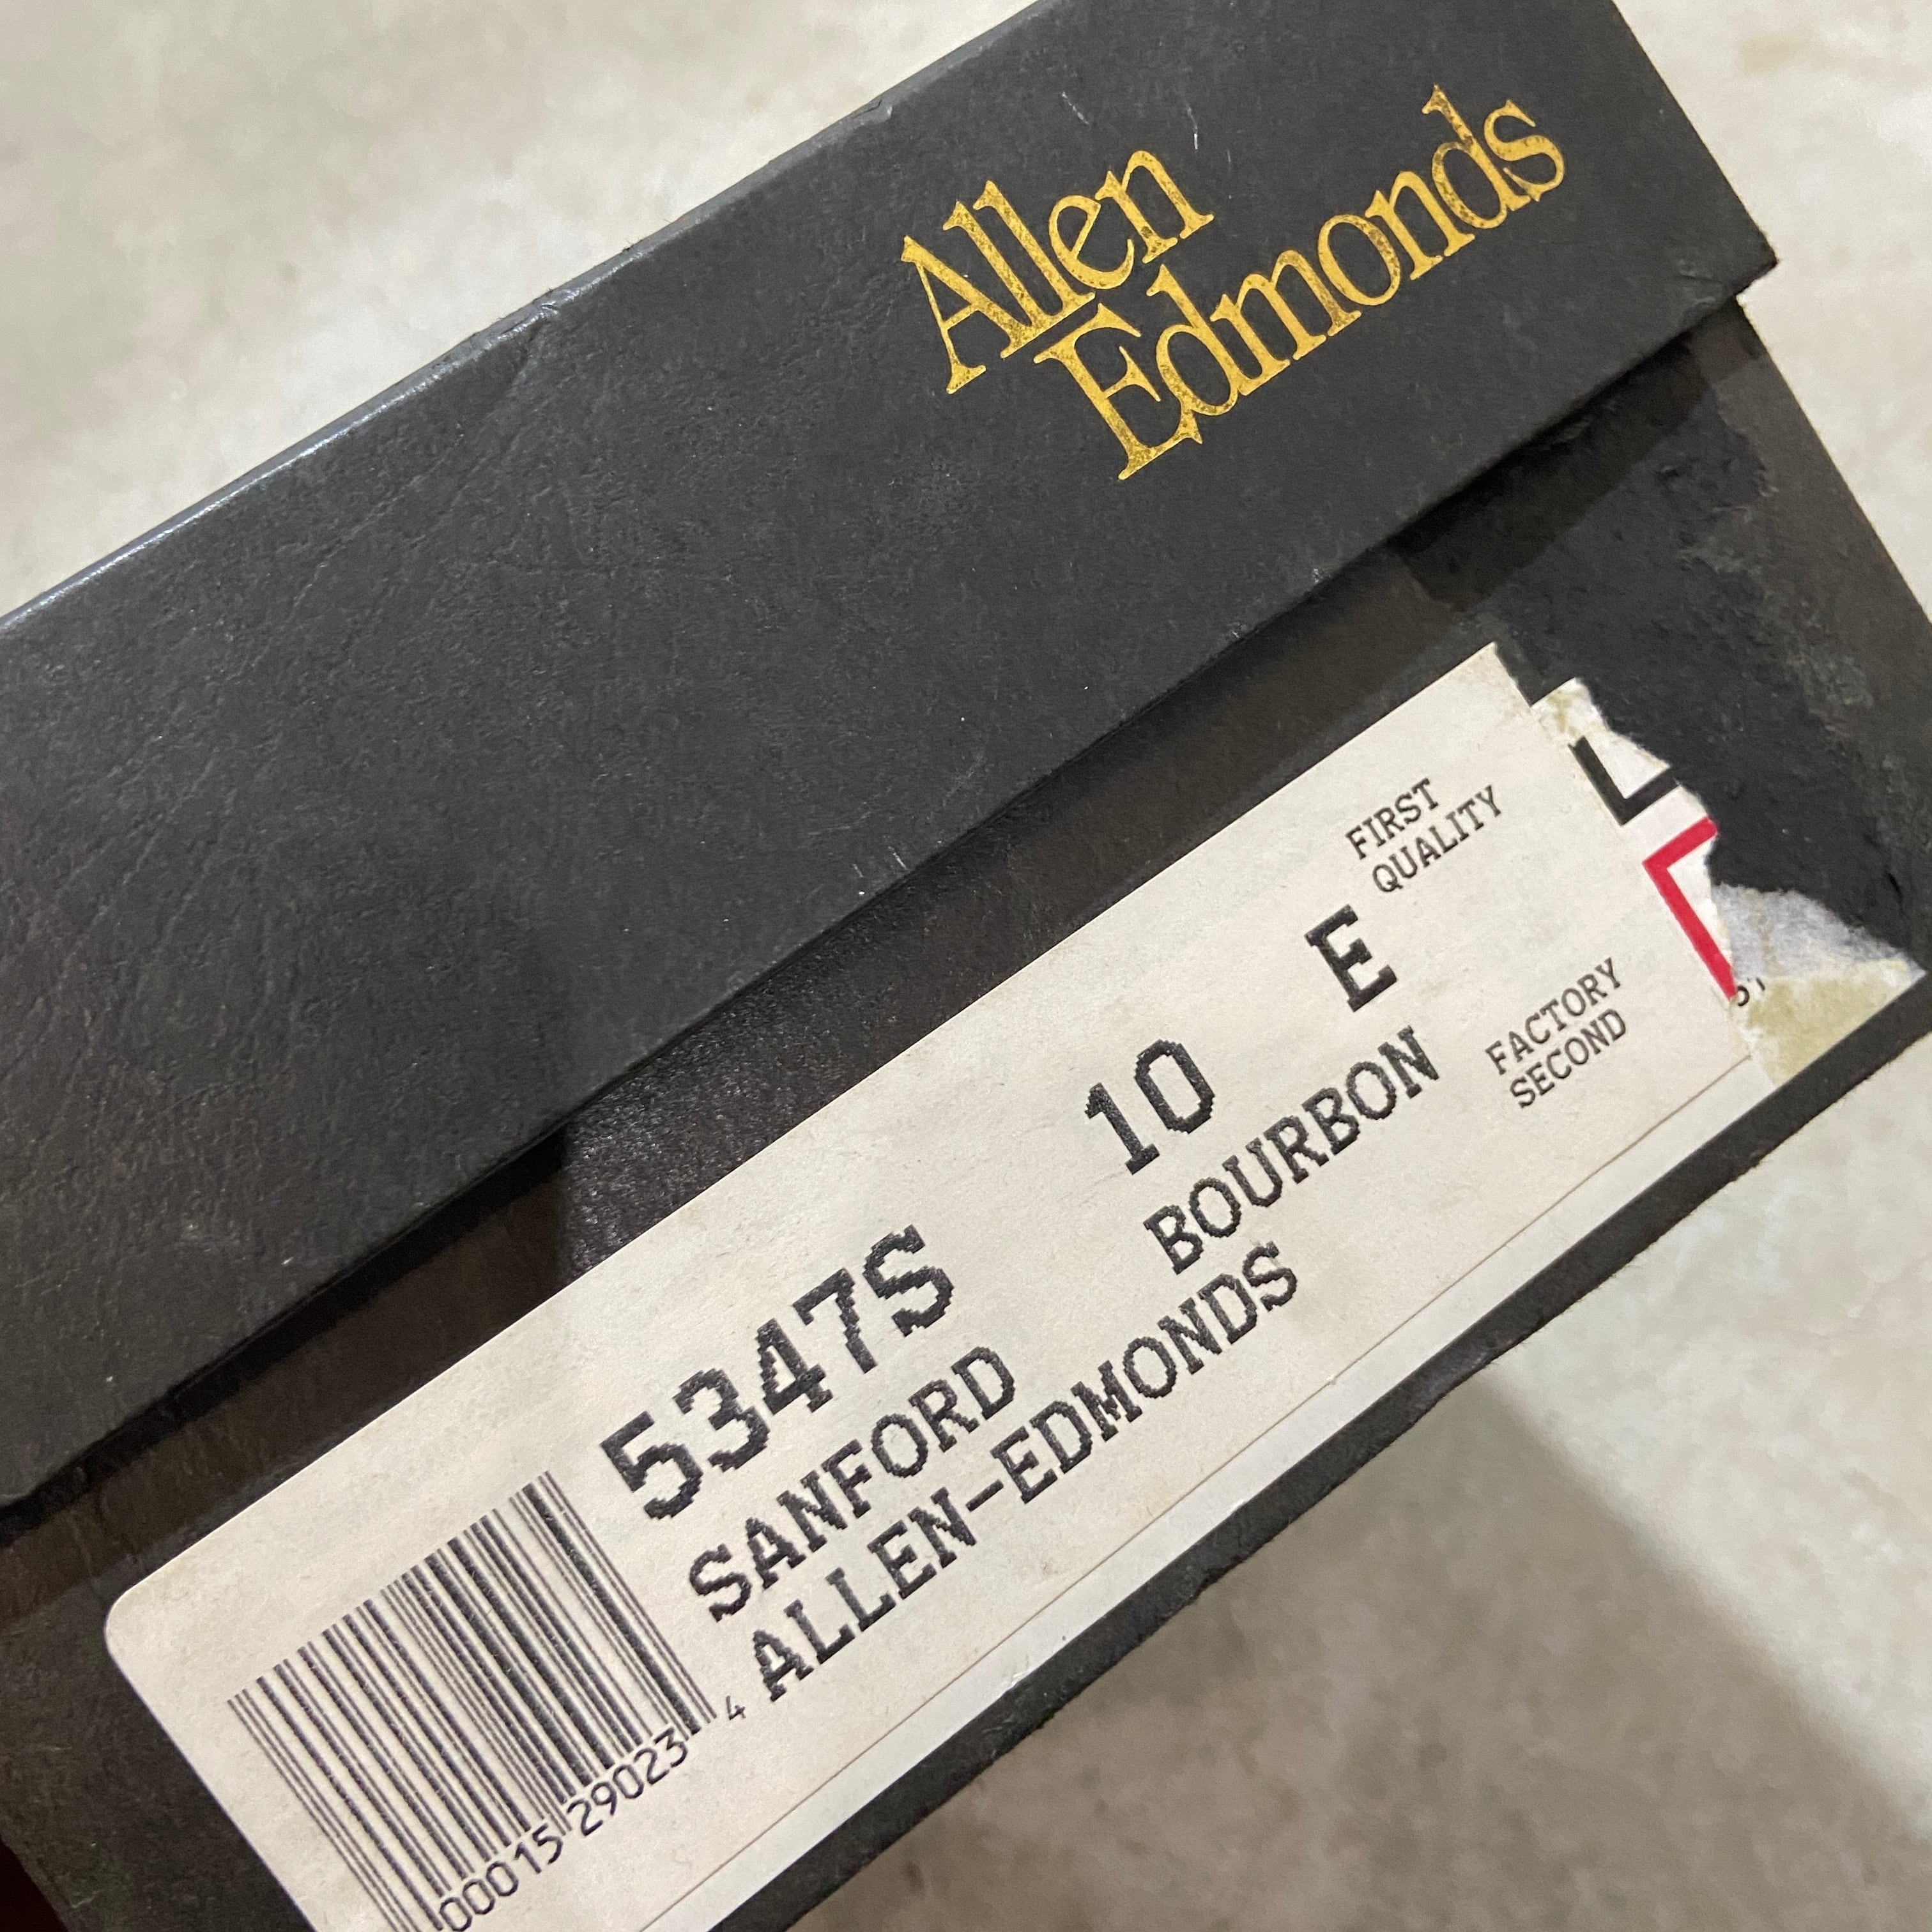 Allen
Edmonds
FIRST
QUALITY
5347S 10 E
SANFORD BOURBON
ALLEN-EDMONDS
FACTORY
SECOND
00015 29023 4